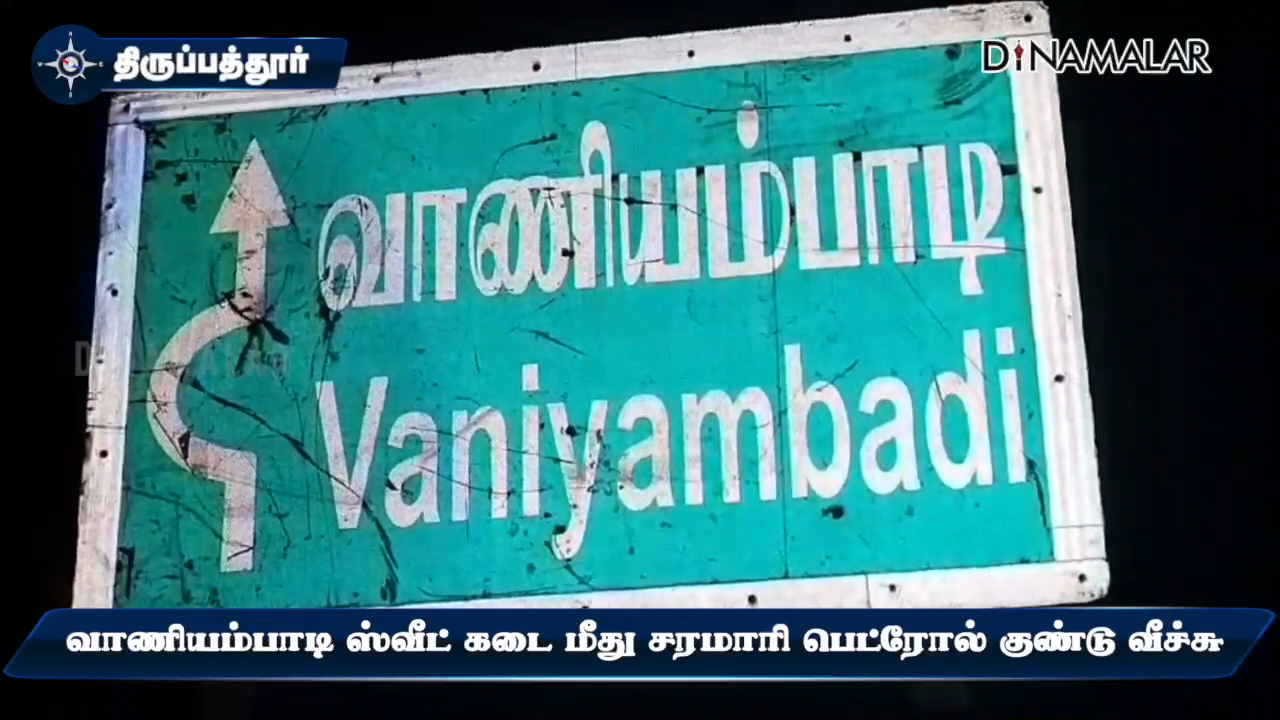 திருப்பத்தூர்
DINAMALAR
வாணியம்பாடி
Vaniyambadi
வாணியம்பாடி ஸ்வீட் கடை மீது சரமாரி பெட்ரோல் குண்டு வீச்சு